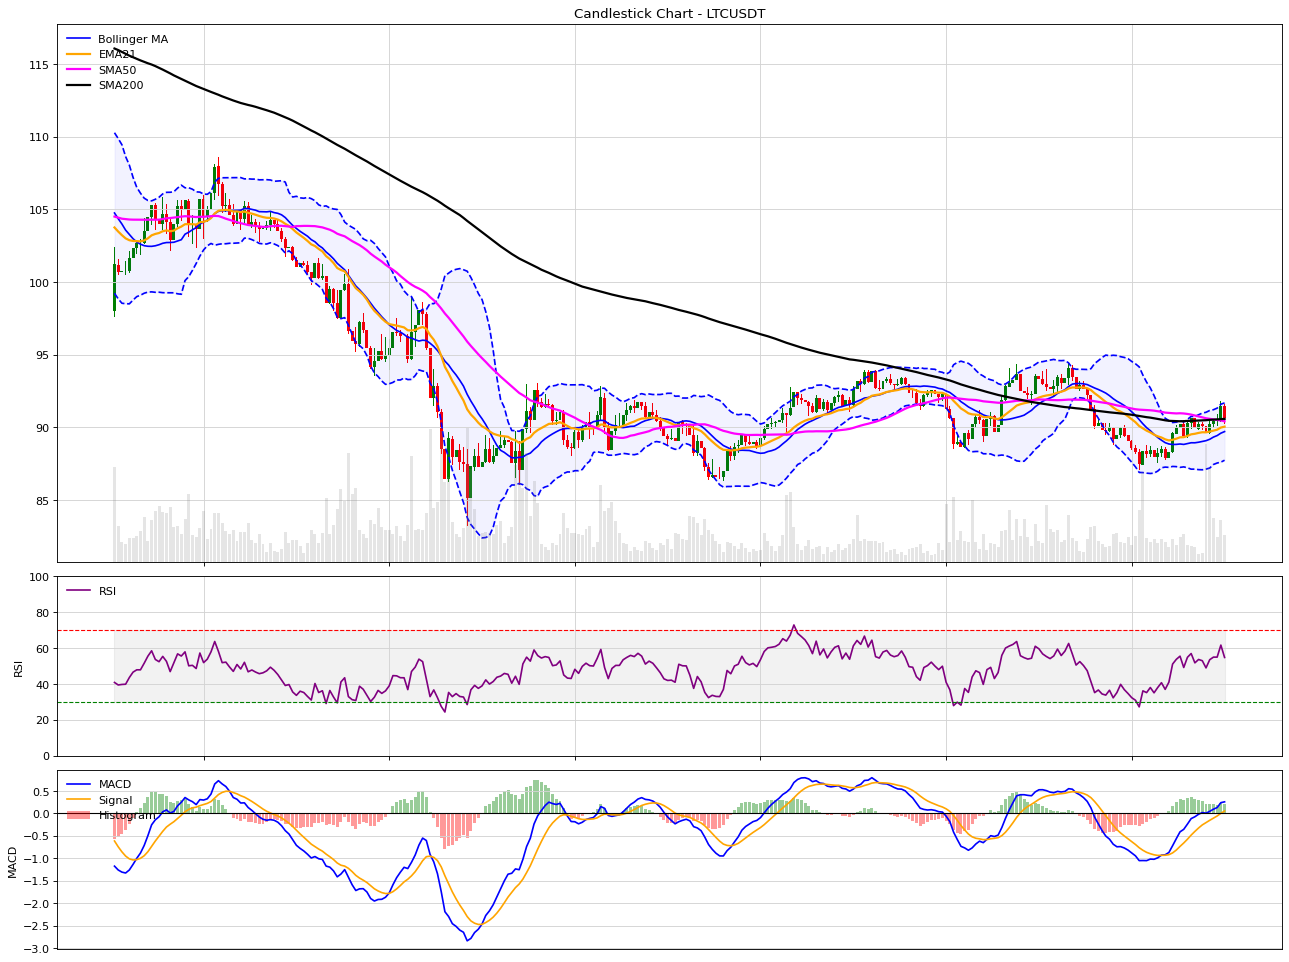 Candlestick Chart - LTCUSDT
Bollinger MA
EMA21
SMA50
SMA200
115
110
105
100
95
90
85
RSI
100
80
60
40
20
0
RSI
MACD
Signal
Histogram
0.5
0.0
−0.5
−1.0
−1.5
−2.0
−2.5
−3.0
MACD